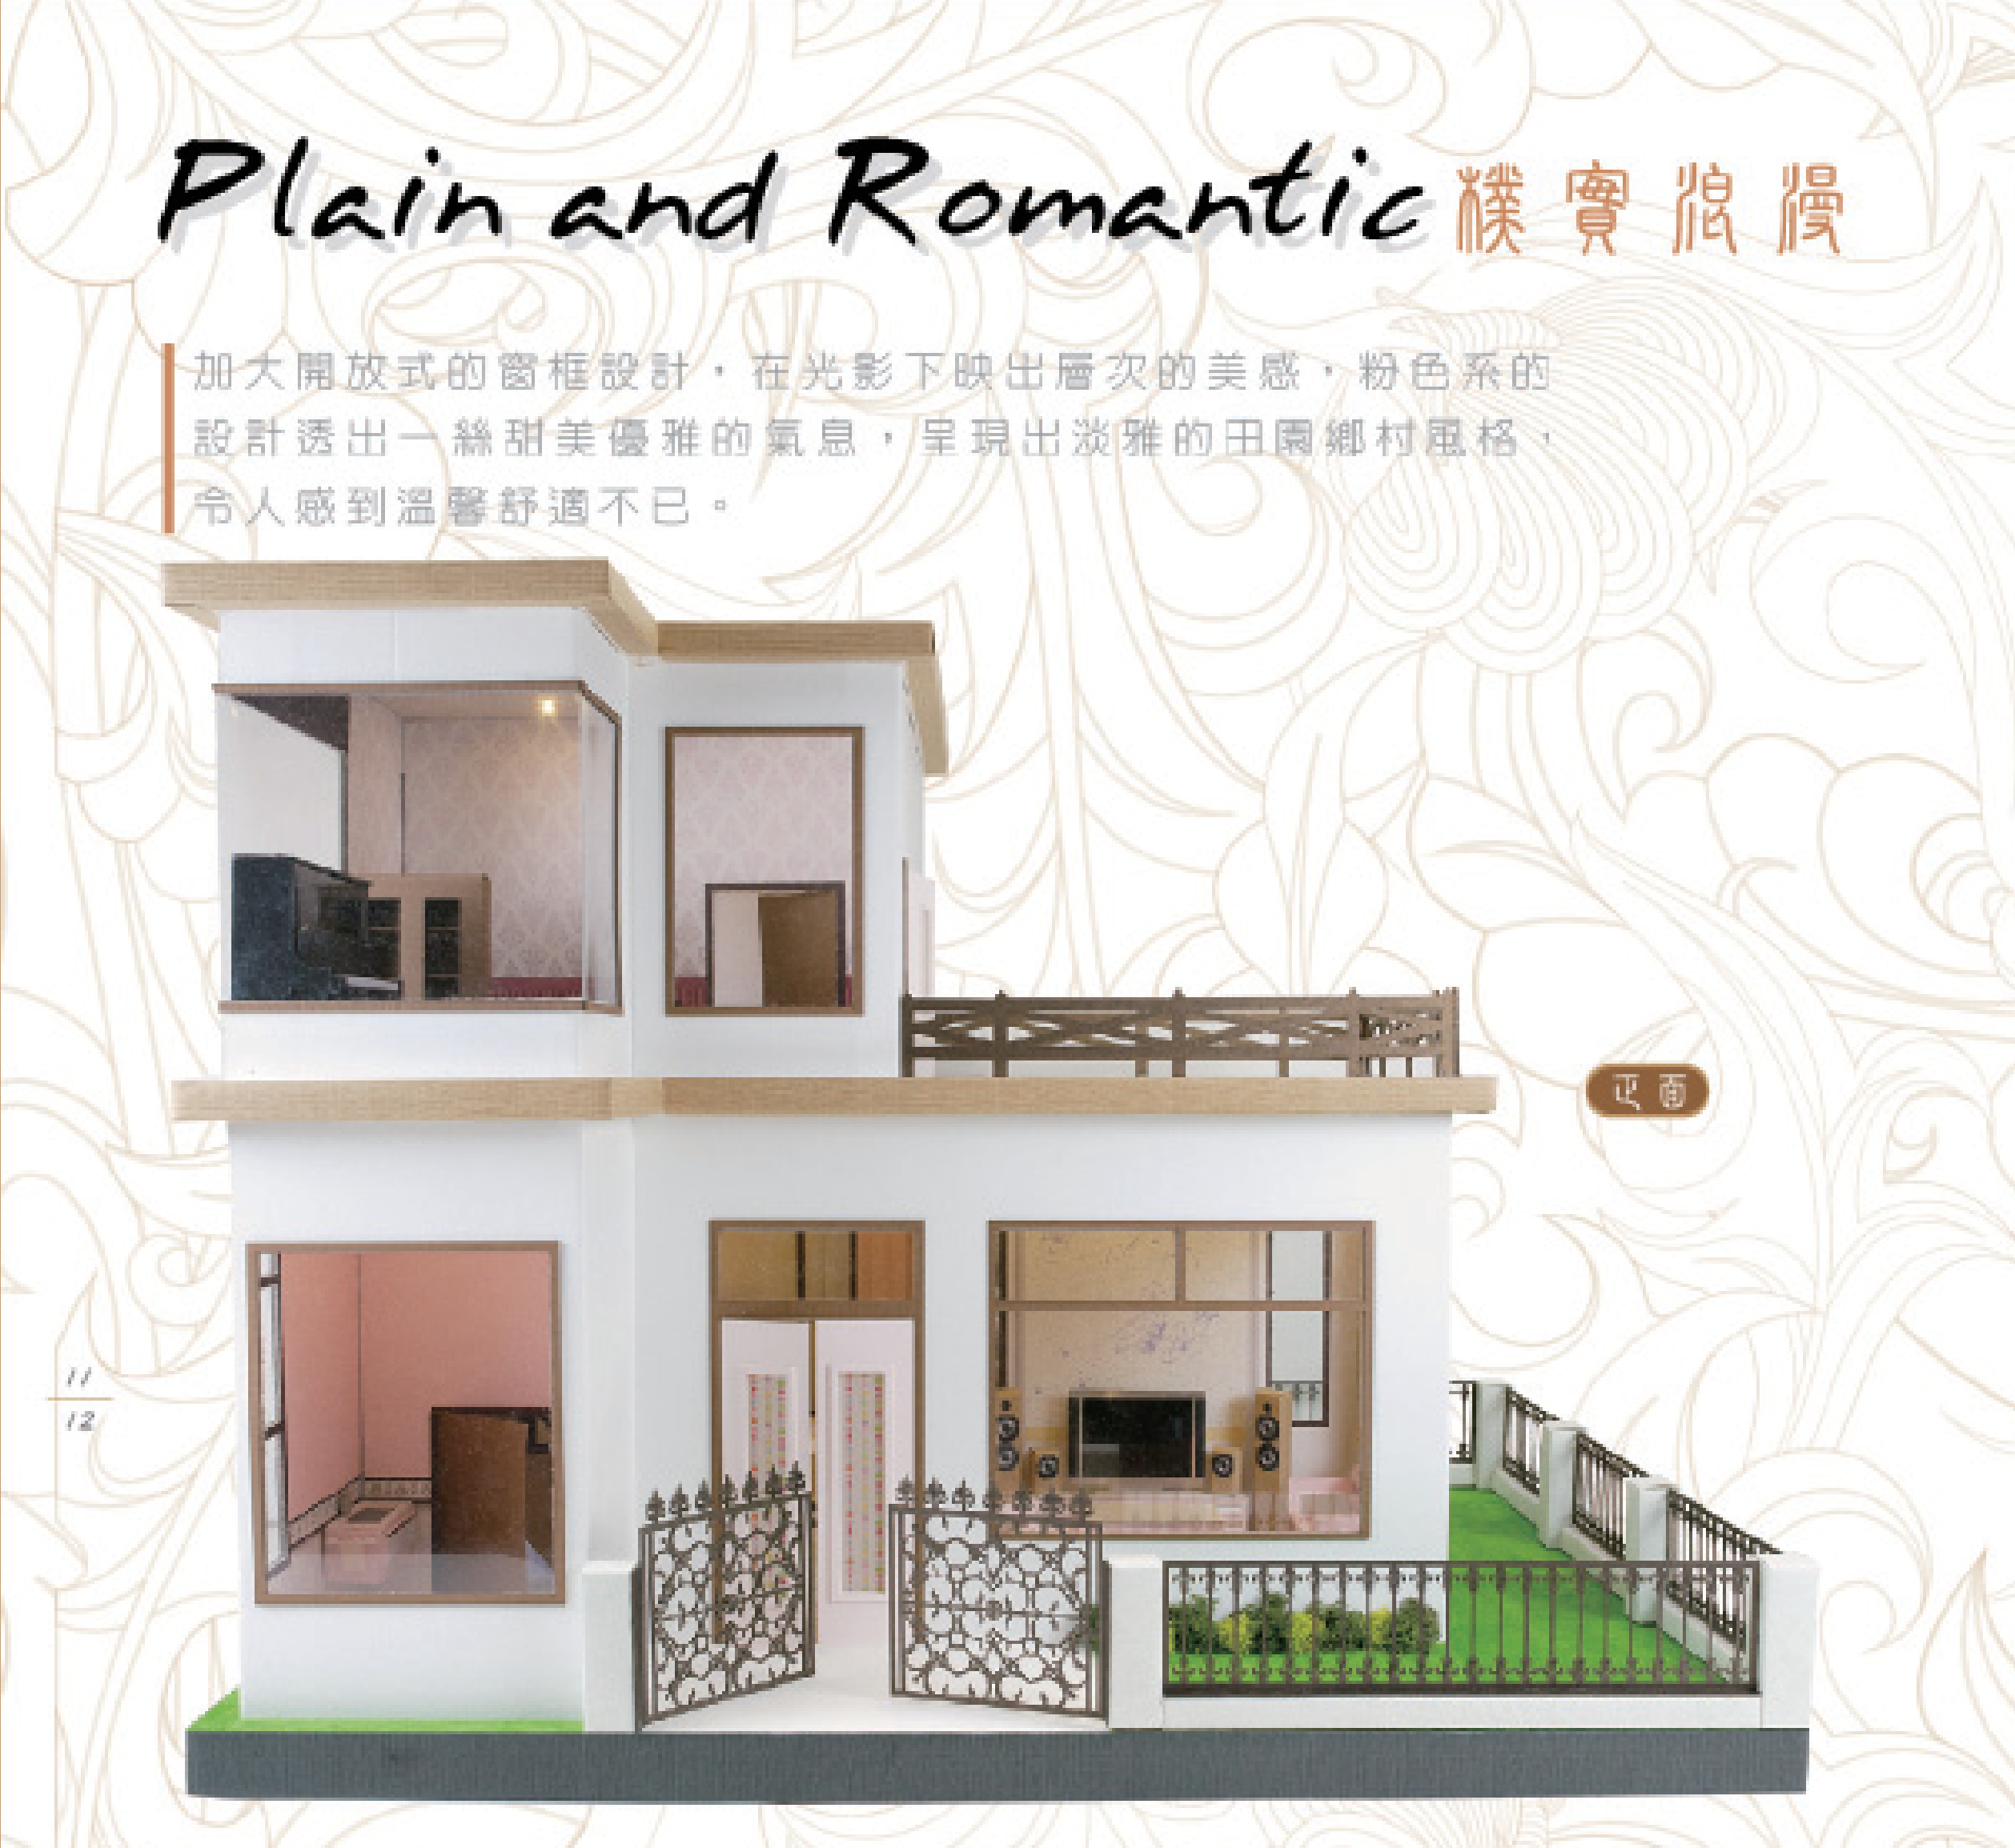 Plain and Romantic 樸實浪漫
加大開放式的窗框設計，在光影下映出層次的美感，粉色系的
設計透出一絲甜美優雅的氣息，呈現出淡雅的田園鄉村風格，
令人感到溫馨舒適不已。
正面
11
12